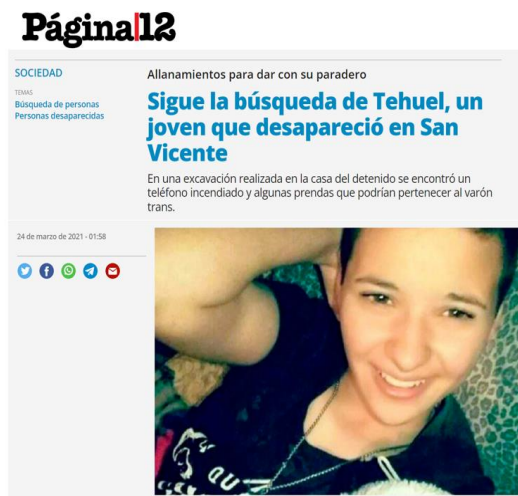 Página|12
SOCIEDAD
TEMAS
Búsqueda de personas
Personas desaparecidas
Allanamientos para dar con su paradero
Sigue la búsqueda de Tehuel, un
joven que desapareció en San
Vicente
En una excavación realizada en la casa del detenido se encontró un
teléfono incendiado y algunas prendas que podrían pertenecer al varón
trans.
24 de marzo de 2021 - 01:58